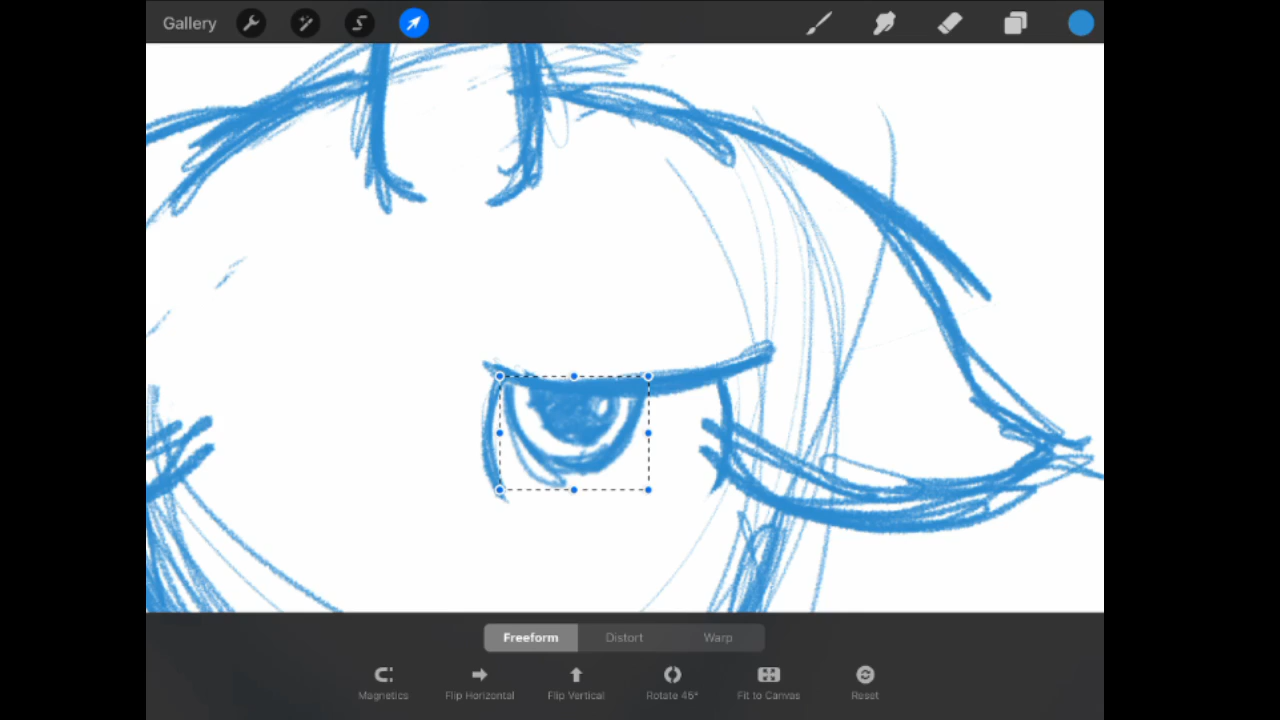 Gallery
Freeform Distort Warp
Magnetics Flip Horizontal Flip Vertical Rotate 45° Fit to Canvas Reset